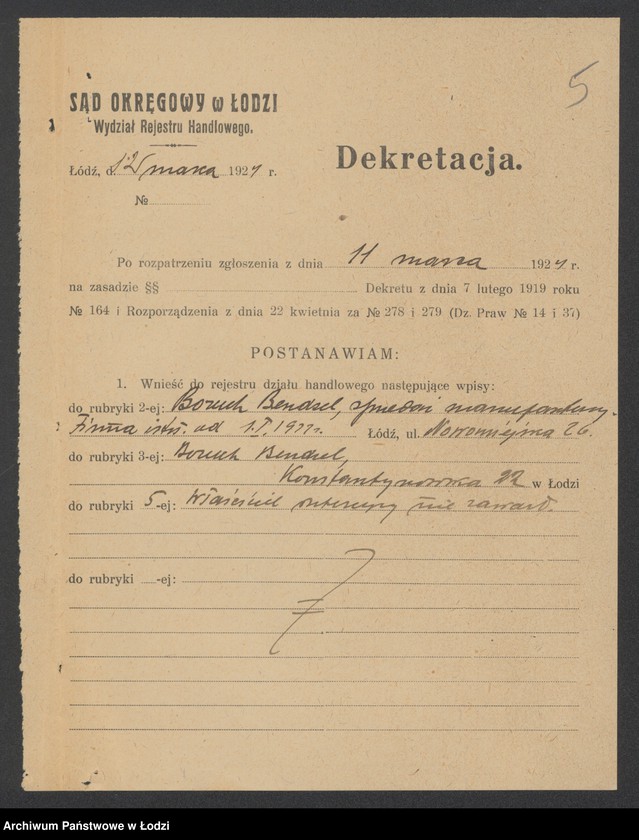 5
SĄD OKRĘGOWY w ŁODZI
Wydział Rejestru Handlowego.
Łódź, d. 12 marca 1927 r.
№
Dekretacja.
Po rozpatrzeniu zgłoszenia z dnia 11 marca 1927 r.
na zasadzie §§ Dekretu z dnia 7 lutego 1919 roku
№ 164 i Rozporządzenia z dnia 22 kwietnia za № 278 i 279 (Dz. Praw № 14 i 37)
POSTANAWIAM:
1. Wnieść do rejestru działu handlowego następujące wpisy:
do rubryki 2-ej: Boruch Bendzel, sprzedaż manufaktury.
Firma istn. od Łódź, ul. Nowomiejska 26.
do rubryki 3-ej: Boruch Bendzel,
Konstantynowska 22 w Łodzi
do rubryki 5-ej: Właściciel intercyzy nie zawarł.
do rubryki -ej:
Archiwum Państwowe w Łodzi